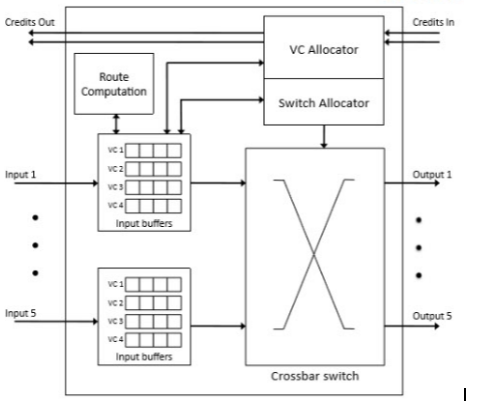 Credits Out
Credits In
VC Allocator
Route
Computation
Switch Allocator
VC 1
VC 2
VC 3
VC 4
Input buffers
Input 1
Output 1
VC 1
VC 2
VC 3
VC 4
Input buffers
Input 5
Output 5
Crossbar switch